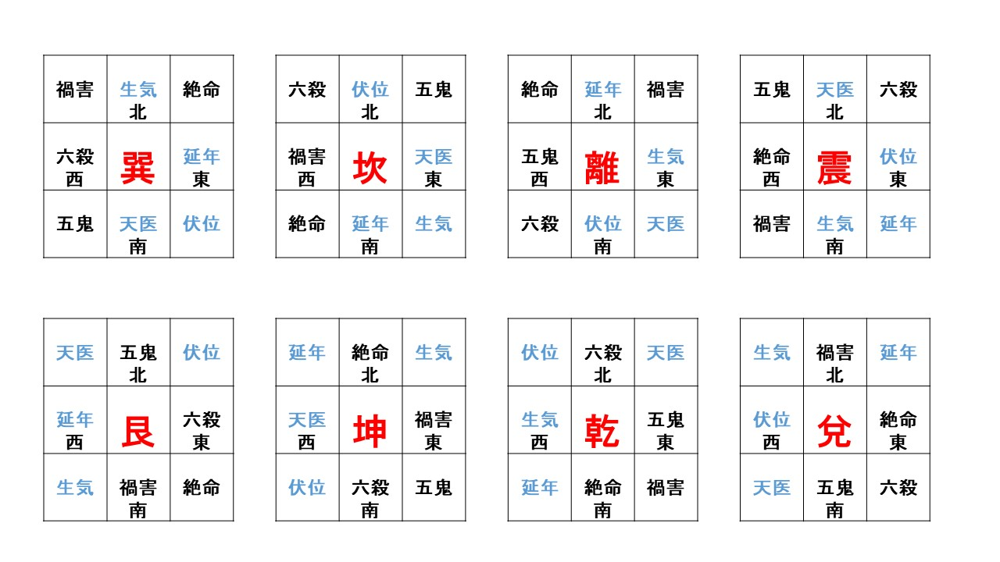 禍害 生気 絶命
北
六殺 巽 延年
西 東
五鬼 天医 伏位
南
六殺 伏位 五鬼
北
禍害 坎 天医
西 東
絶命 延年 生気
南
絶命 延年 禍害
北
五鬼 離 生気
西 東
六殺 伏位 天医
南
五鬼 天医 六殺
北
絶命 震 伏位
西 東
禍害 生気 延年
南
天医 五鬼 伏位
北
延年 艮 六殺
西 東
生気 禍害 絶命
南
延年 絶命 生気
北
天医 坤 禍害
西 東
伏位 六殺 五鬼
南
伏位 六殺 天医
北
生気 乾 五鬼
西 東
延年 絶命 禍害
南
生気 禍害 延年
北
伏位 兌 絶命
西 東
天医 五鬼 六殺
南